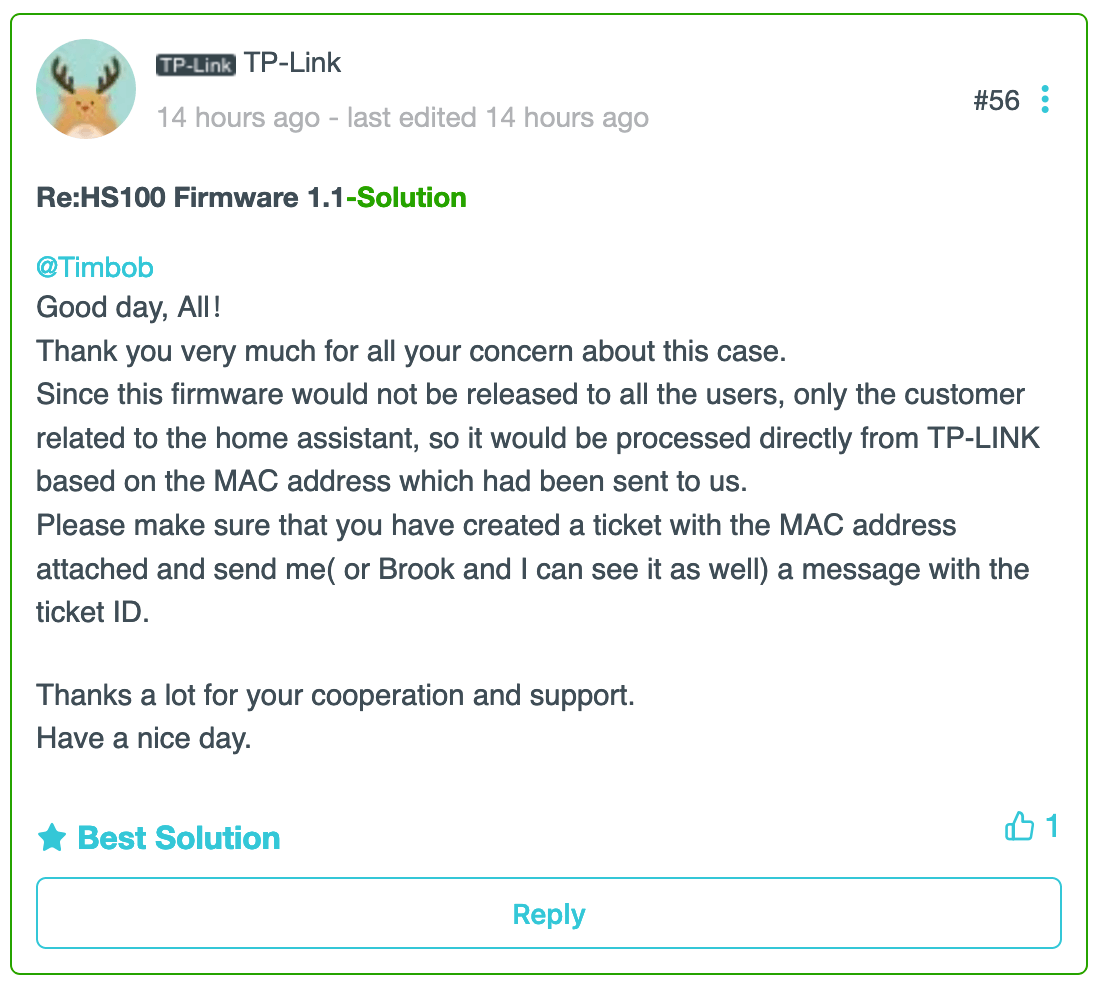 TP-Link TP-Link
14 hours ago - last edited 14 hours ago
#56
Re:HS100 Firmware 1.1-Solution
@Timbob
Good day, All!
Thank you very much for all your concern about this case.
Since this firmware would not be released to all the users, only the customer
related to the home assistant, so it would be processed directly from TP-LINK
based on the MAC address which had been sent to us.
Please make sure that you have created a ticket with the MAC address
attached and send me( or Brook and I can see it as well) a message with the
ticket ID.
Thanks a lot for your cooperation and support.
Have a nice day.
Best Solution
1
Reply